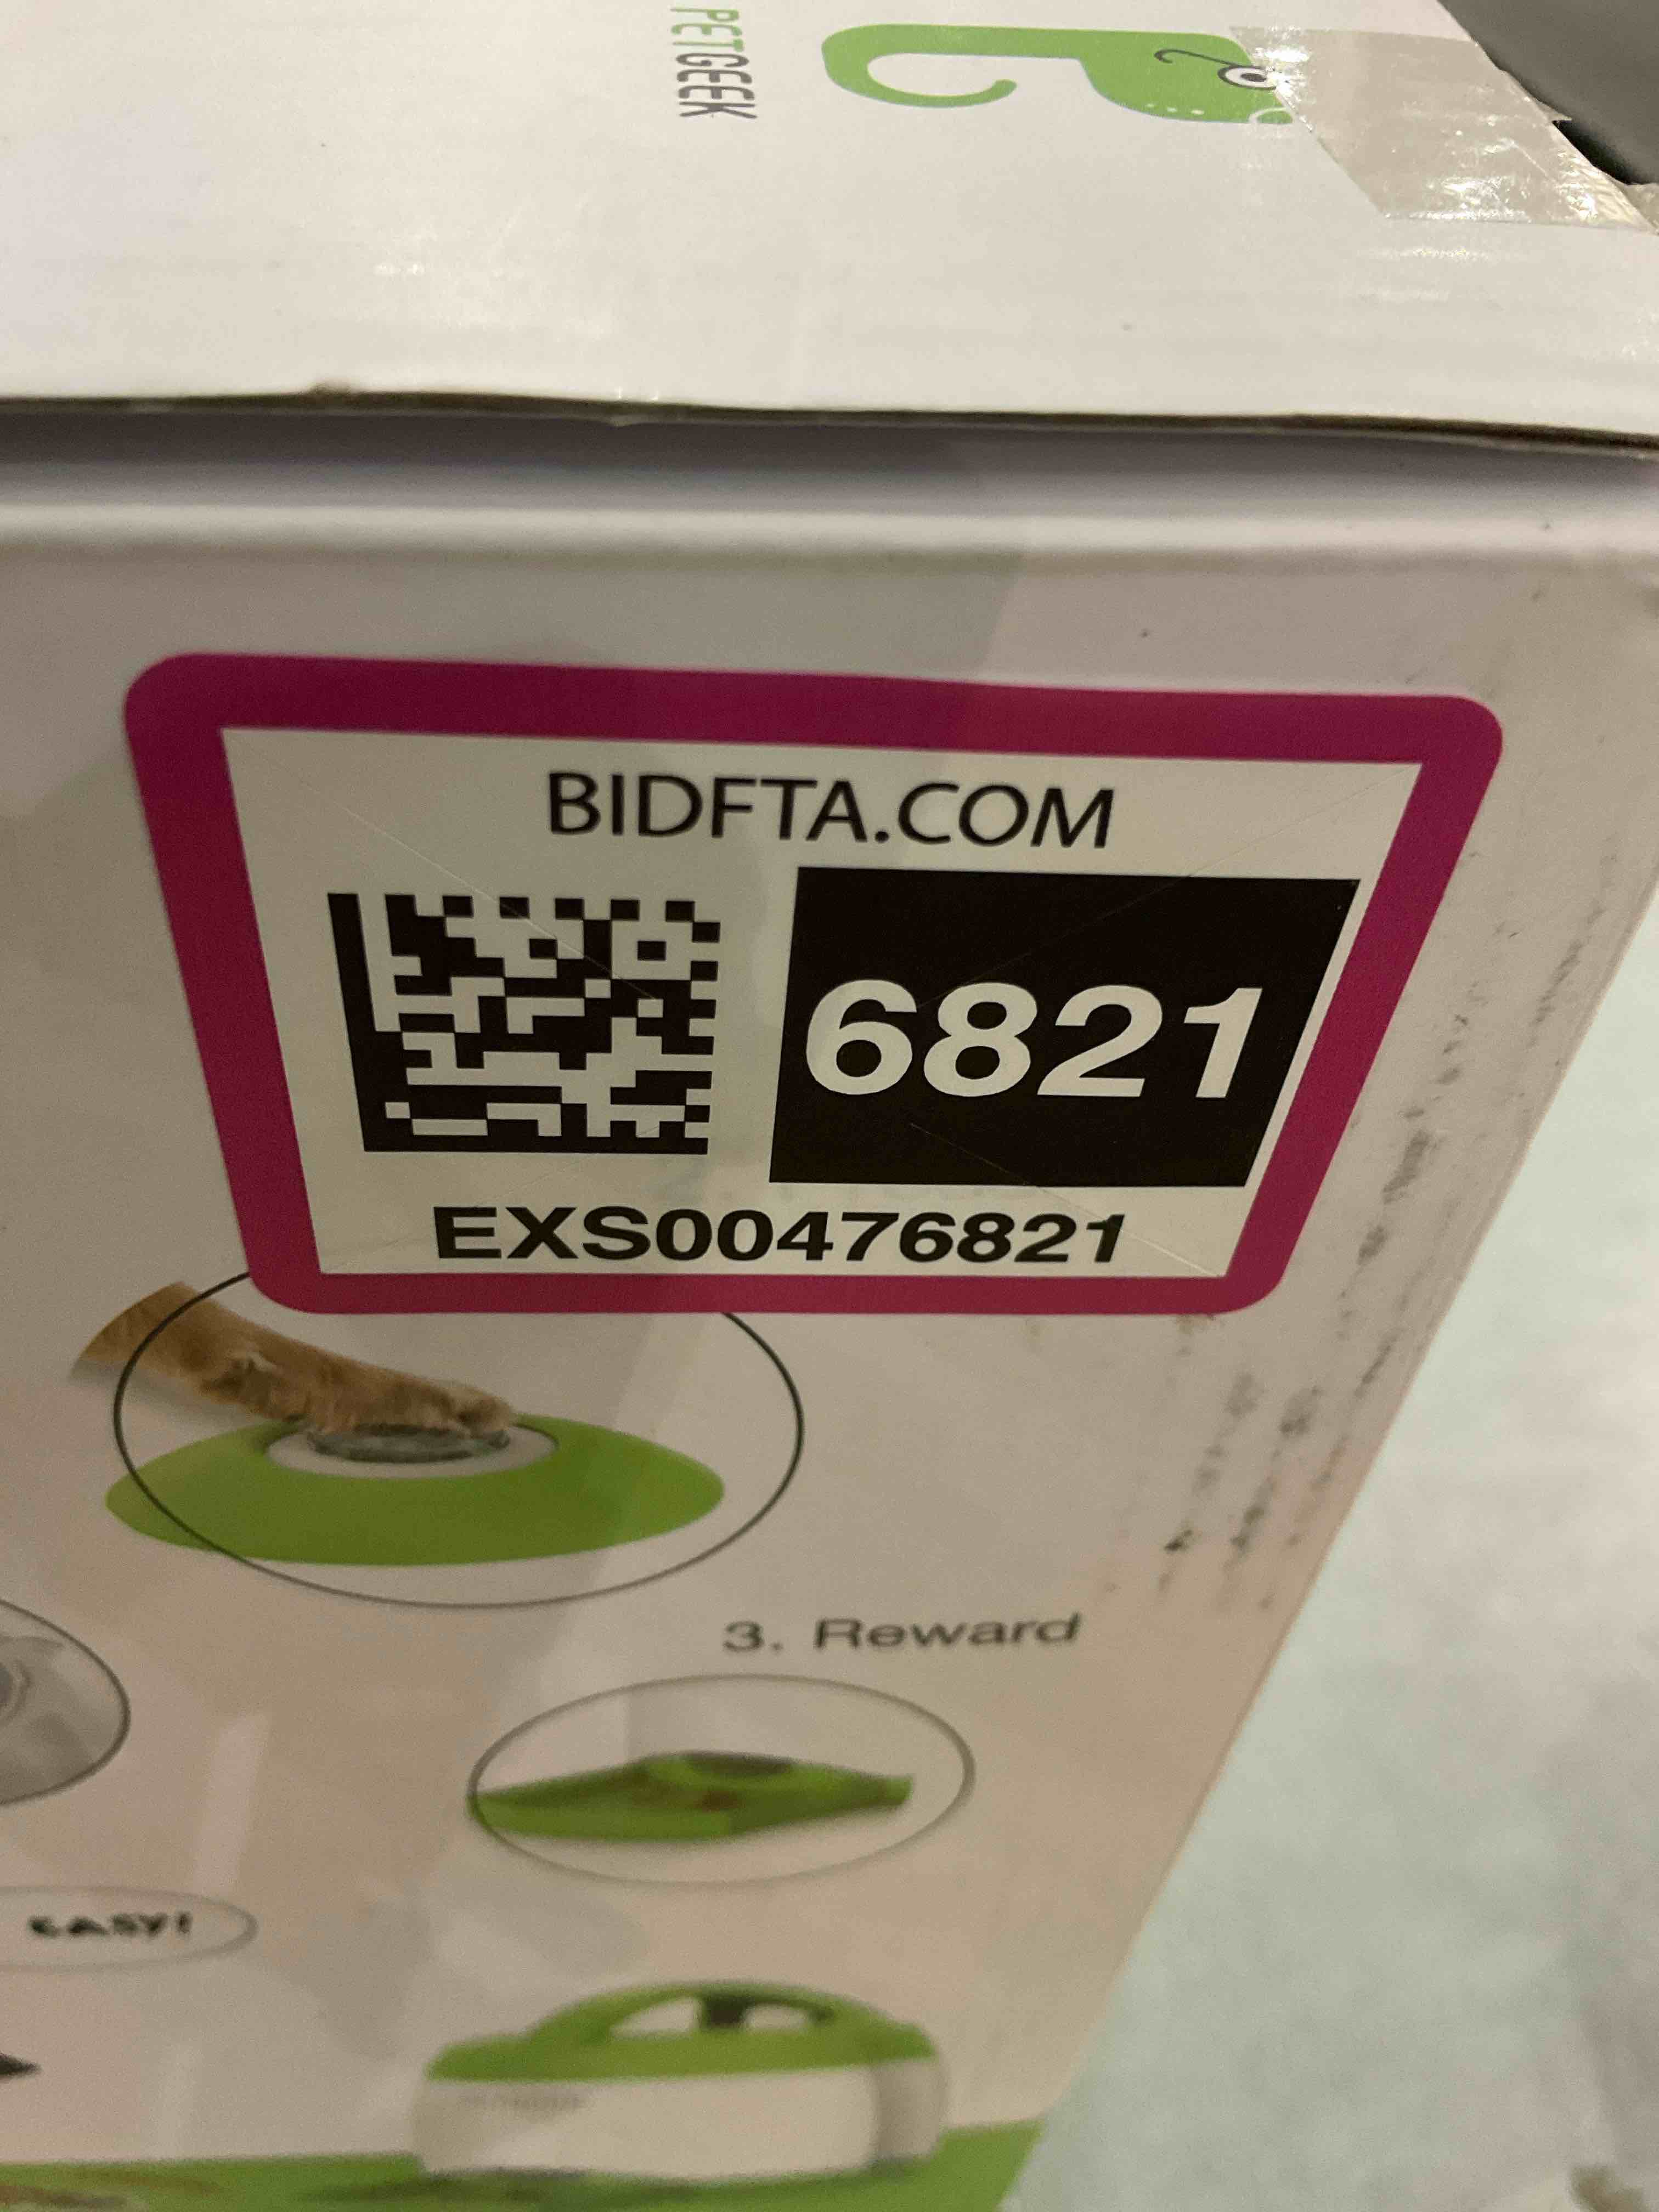 PETGEEK
BIDFTA.COM
6821
EXS00476821
3. Reward
EASY!